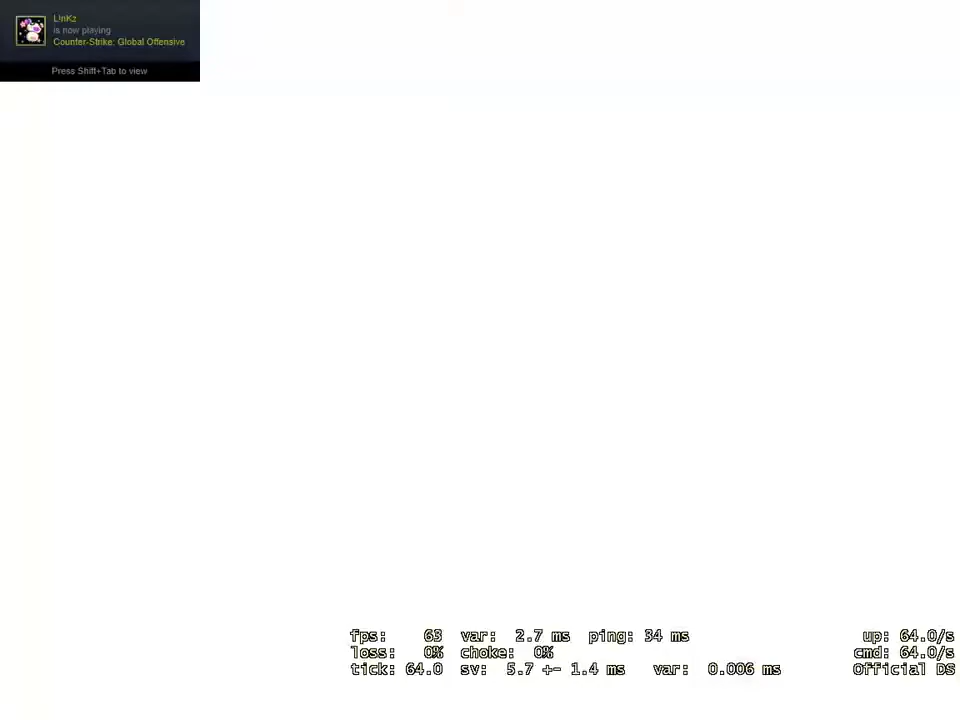 L!nKz
is now playing
Counter-Strike: Global Offensive
Press Shift+Tab to view
fps: 63 var: 2.7 ms ping: 34 ms up: 64.0/s
loss: 0% choke: 0% cmd: 64.0/s
tick: 64.0 sv: 5.7 +- 1.4 ms var: 0.006 ms Official DS